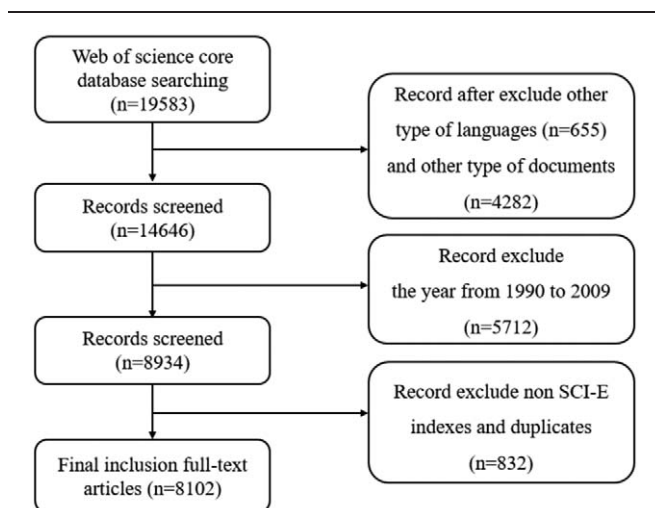 Web of science core
database searching
(n=19583)
Record after exclude other
type of languages (n=655)
and other type of documents
(n=4282)
Records screened
(n=14646)
Record exclude
the year from 1990 to 2009
(n=5712)
Records screened
(n=8934)
Record exclude non SCI-E
indexes and duplicates
(n=832)
Final inclusion full-text
articles (n=8102)